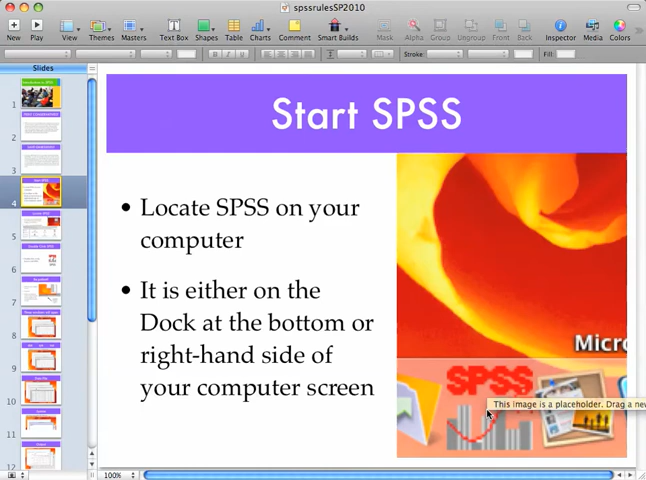 spssrulesSP2010
New Play View Themes Masters Text Box Shapes Table Charts Comment Smart Builds Mask Alpha Group Ungroup Front Back Inspector Media Colors
Stroke: Fill:
Slides
Start SPSS
• Locate SPSS on your
computer
• It is either on the
Dock at the bottom or
right-hand side of
your computer screen
Micro
SPSS
This image is a placeholder. Drag a new
1
2
3
4
5
6
7
8
9
10
11
12
100%